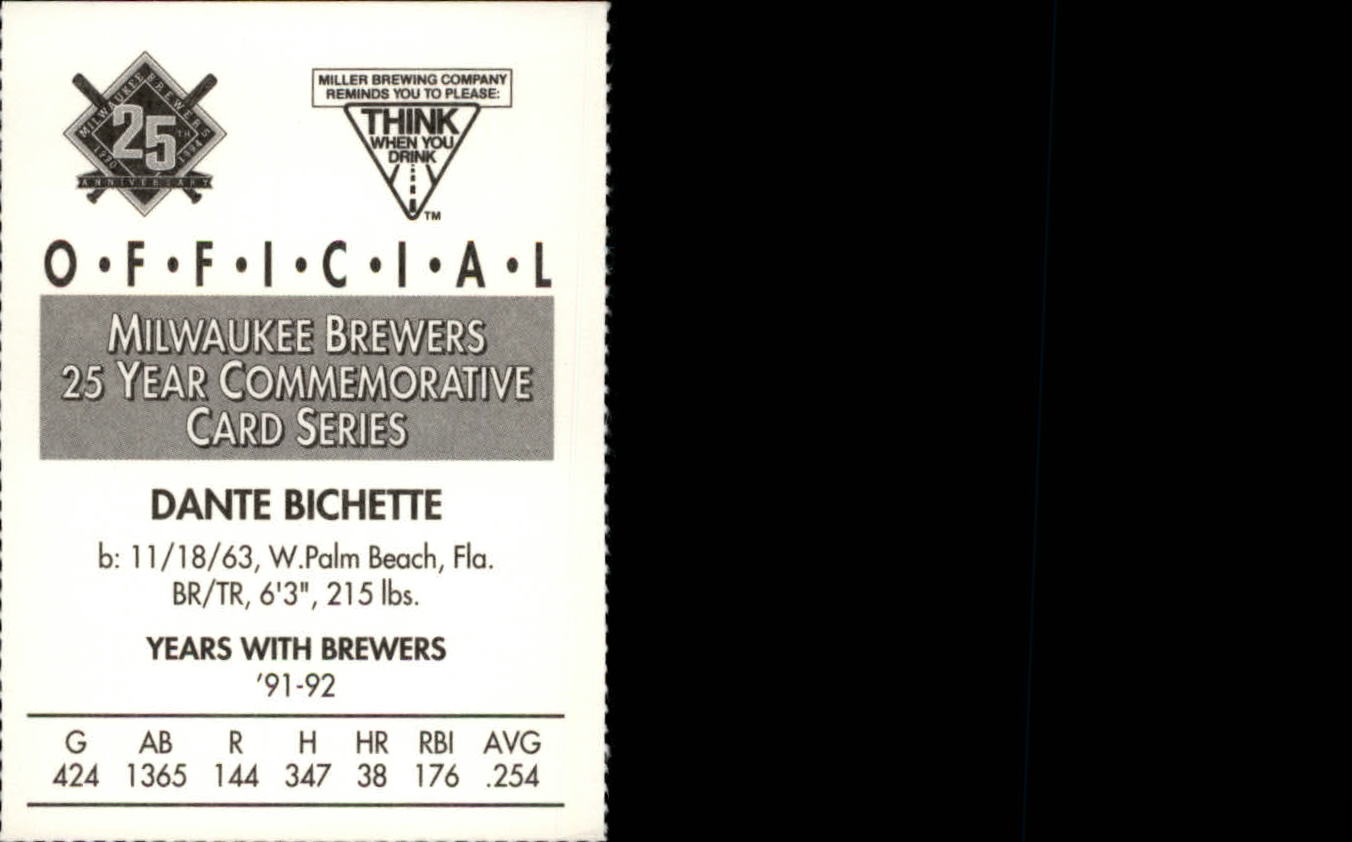 MILWAUKEE BREWERS
25TH
1970 1994
ANNIVERSARY
MILLER BREWING COMPANY
REMINDS YOU TO PLEASE:
THINK
WHEN YOU
DRINK
TM
O•F•F•I•C•I•A•L
MILWAUKEE BREWERS
25 YEAR COMMEMORATIVE
CARD SERIES
DANTE BICHETTE
b: 11/18/63, W.Palm Beach, Fla.
BR/TR, 6'3", 215 lbs.
YEARS WITH BREWERS
'91-92
G AB R H HR RBI AVG
424 1365 144 347 38 176 .254